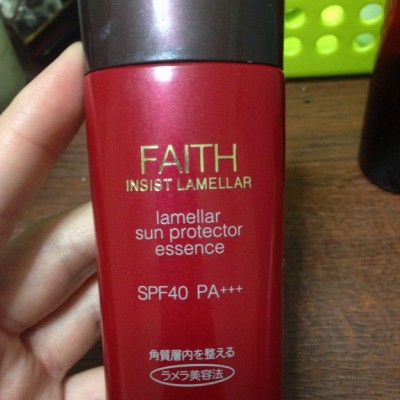 FAITH
INSIST LAMELLAR
lamellar
sun protector
essence
SPF40 PA+++
角質層内を整える
ラメラ美容法